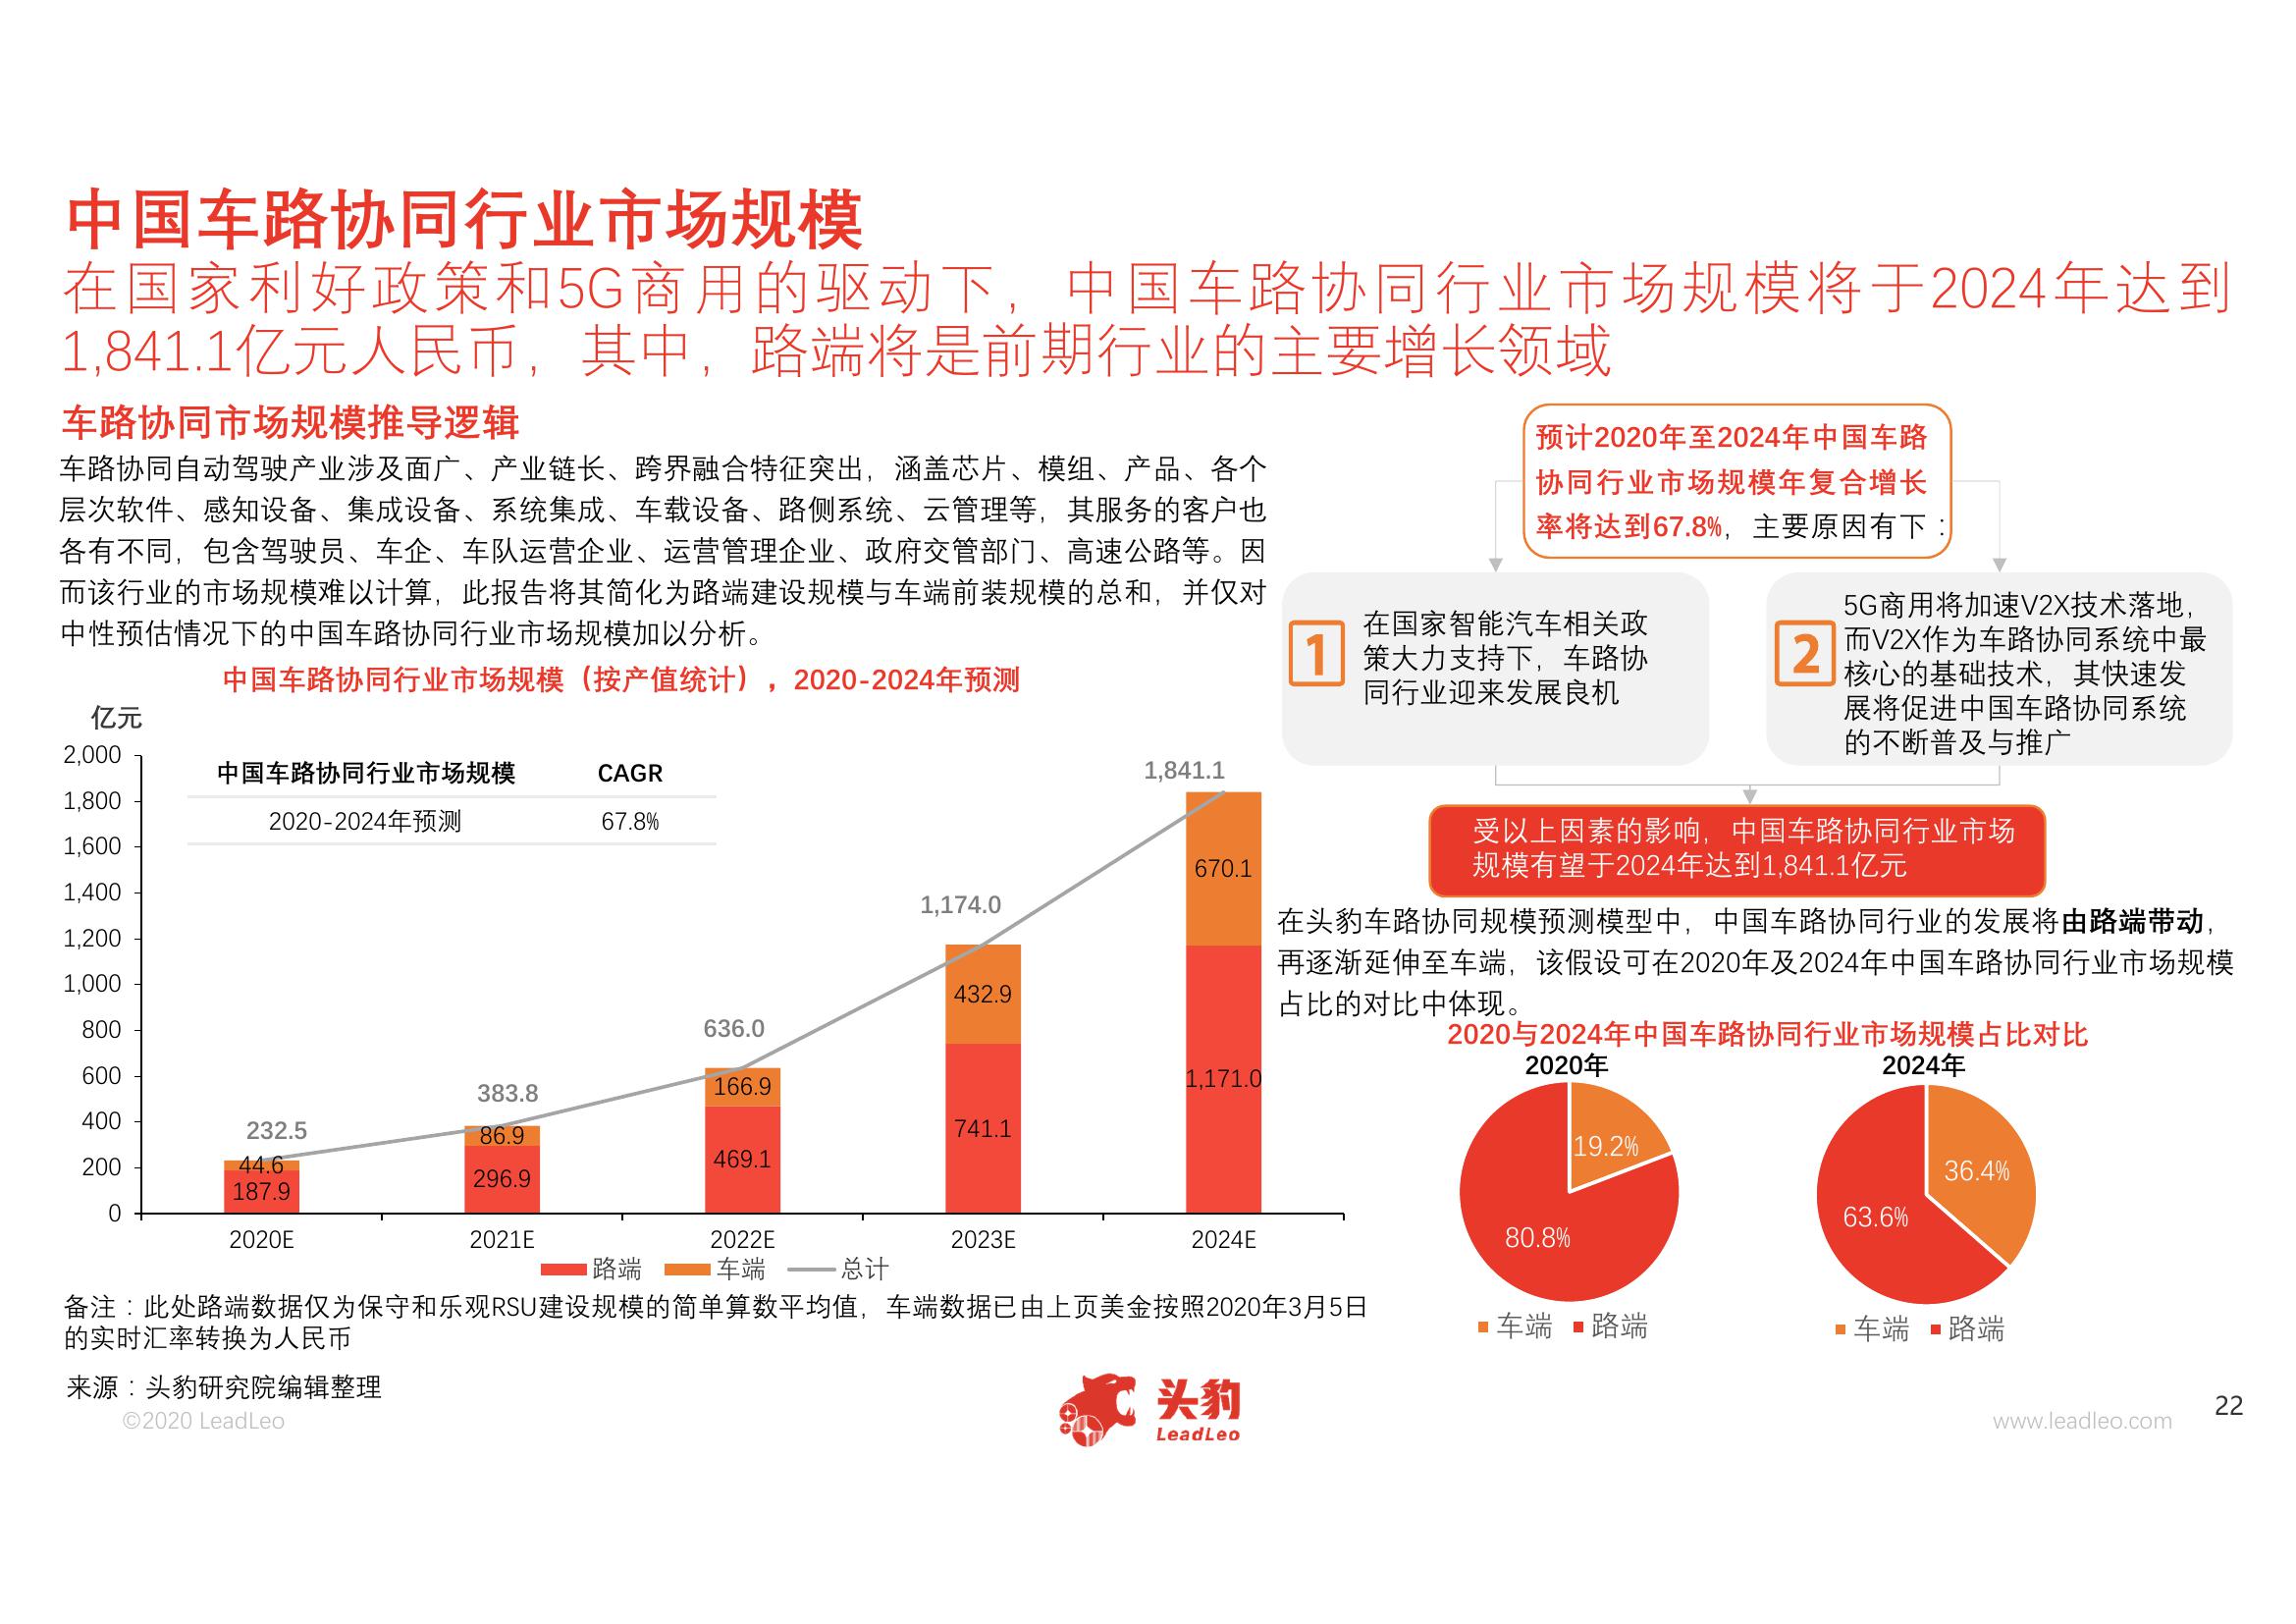 中国车路协同行业市场规模
在国家利好政策和5G商用的驱动下，中国车路协同行业市场规模将于2024年达到
1,841.1亿元人民币，其中，路端将是前期行业的主要增长领域
车路协同市场规模推导逻辑
车路协同自动驾驶产业涉及面广、产业链长、跨界融合特征突出，涵盖芯片、模组、产品、各个
层次软件、感知设备、集成设备、系统集成、车载设备、路侧系统、云管理等，其服务的客户也
各有不同，包含驾驶员、车企、车队运营企业、运营管理企业、政府交管部门、高速公路等。因
而该行业的市场规模难以计算，此报告将其简化为路端建设规模与车端前装规模的总和，并仅对
中性预估情况下的中国车路协同行业市场规模加以分析。
中国车路协同行业市场规模（按产值统计），2020-2024年预测
亿元
中国车路协同行业市场规模 CAGR
2020-2024年预测 67.8%
2,000
1,800
1,600
1,400
1,200
1,000
800
600
400
200
0
232.5
44.6
187.9
383.8
86.9
296.9
636.0
166.9
469.1
1,174.0
432.9
741.1
1,841.1
670.1
1,171.0
2020E 2021E 2022E 2023E 2024E
路端 车端 总计
备注：此处路端数据仅为保守和乐观RSU建设规模的简单算数平均值，车端数据已由上页美金按照2020年3月5日
的实时汇率转换为人民币
来源：头豹研究院编辑整理
预计2020年至2024年中国车路
协同行业市场规模年复合增长
率将达到67.8%，主要原因有下：
1
在国家智能汽车相关政
策大力支持下，车路协
同行业迎来发展良机
2
5G商用将加速V2X技术落地，
而V2X作为车路协同系统中最
核心的基础技术，其快速发
展将促进中国车路协同系统
的不断普及与推广
受以上因素的影响，中国车路协同行业市场
规模有望于2024年达到1,841.1亿元
在头豹车路协同规模预测模型中，中国车路协同行业的发展将由路端带动，
再逐渐延伸至车端，该假设可在2020年及2024年中国车路协同行业市场规模
占比的对比中体现。
2020与2024年中国车路协同行业市场规模占比对比
2020年
19.2%
80.8%
车端 路端
2024年
36.4%
63.6%
车端 路端
©2020 LeadLeo
头豹
LeadLeo
www.leadleo.com
22